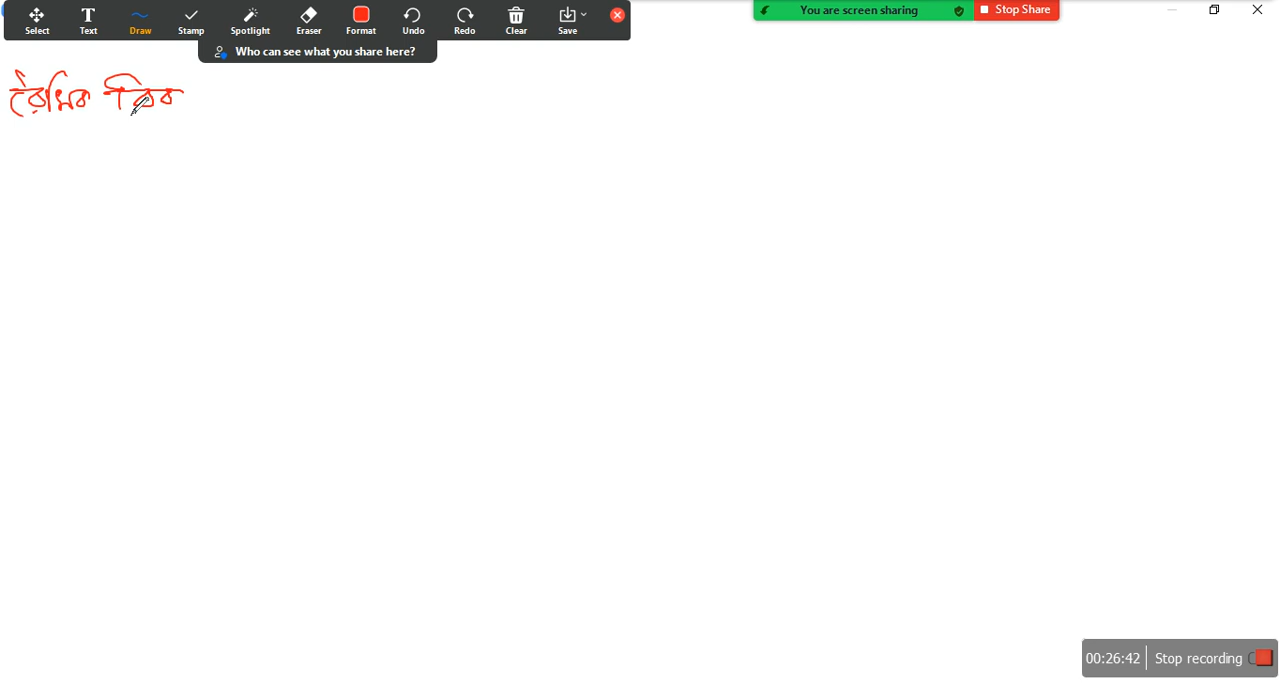 Select Text Draw Stamp Spotlight Eraser Format Undo Redo Clear Save
You are screen sharing Stop Share
Who can see what you share here?
রৈখিক বিব
00:26:42 Stop recording